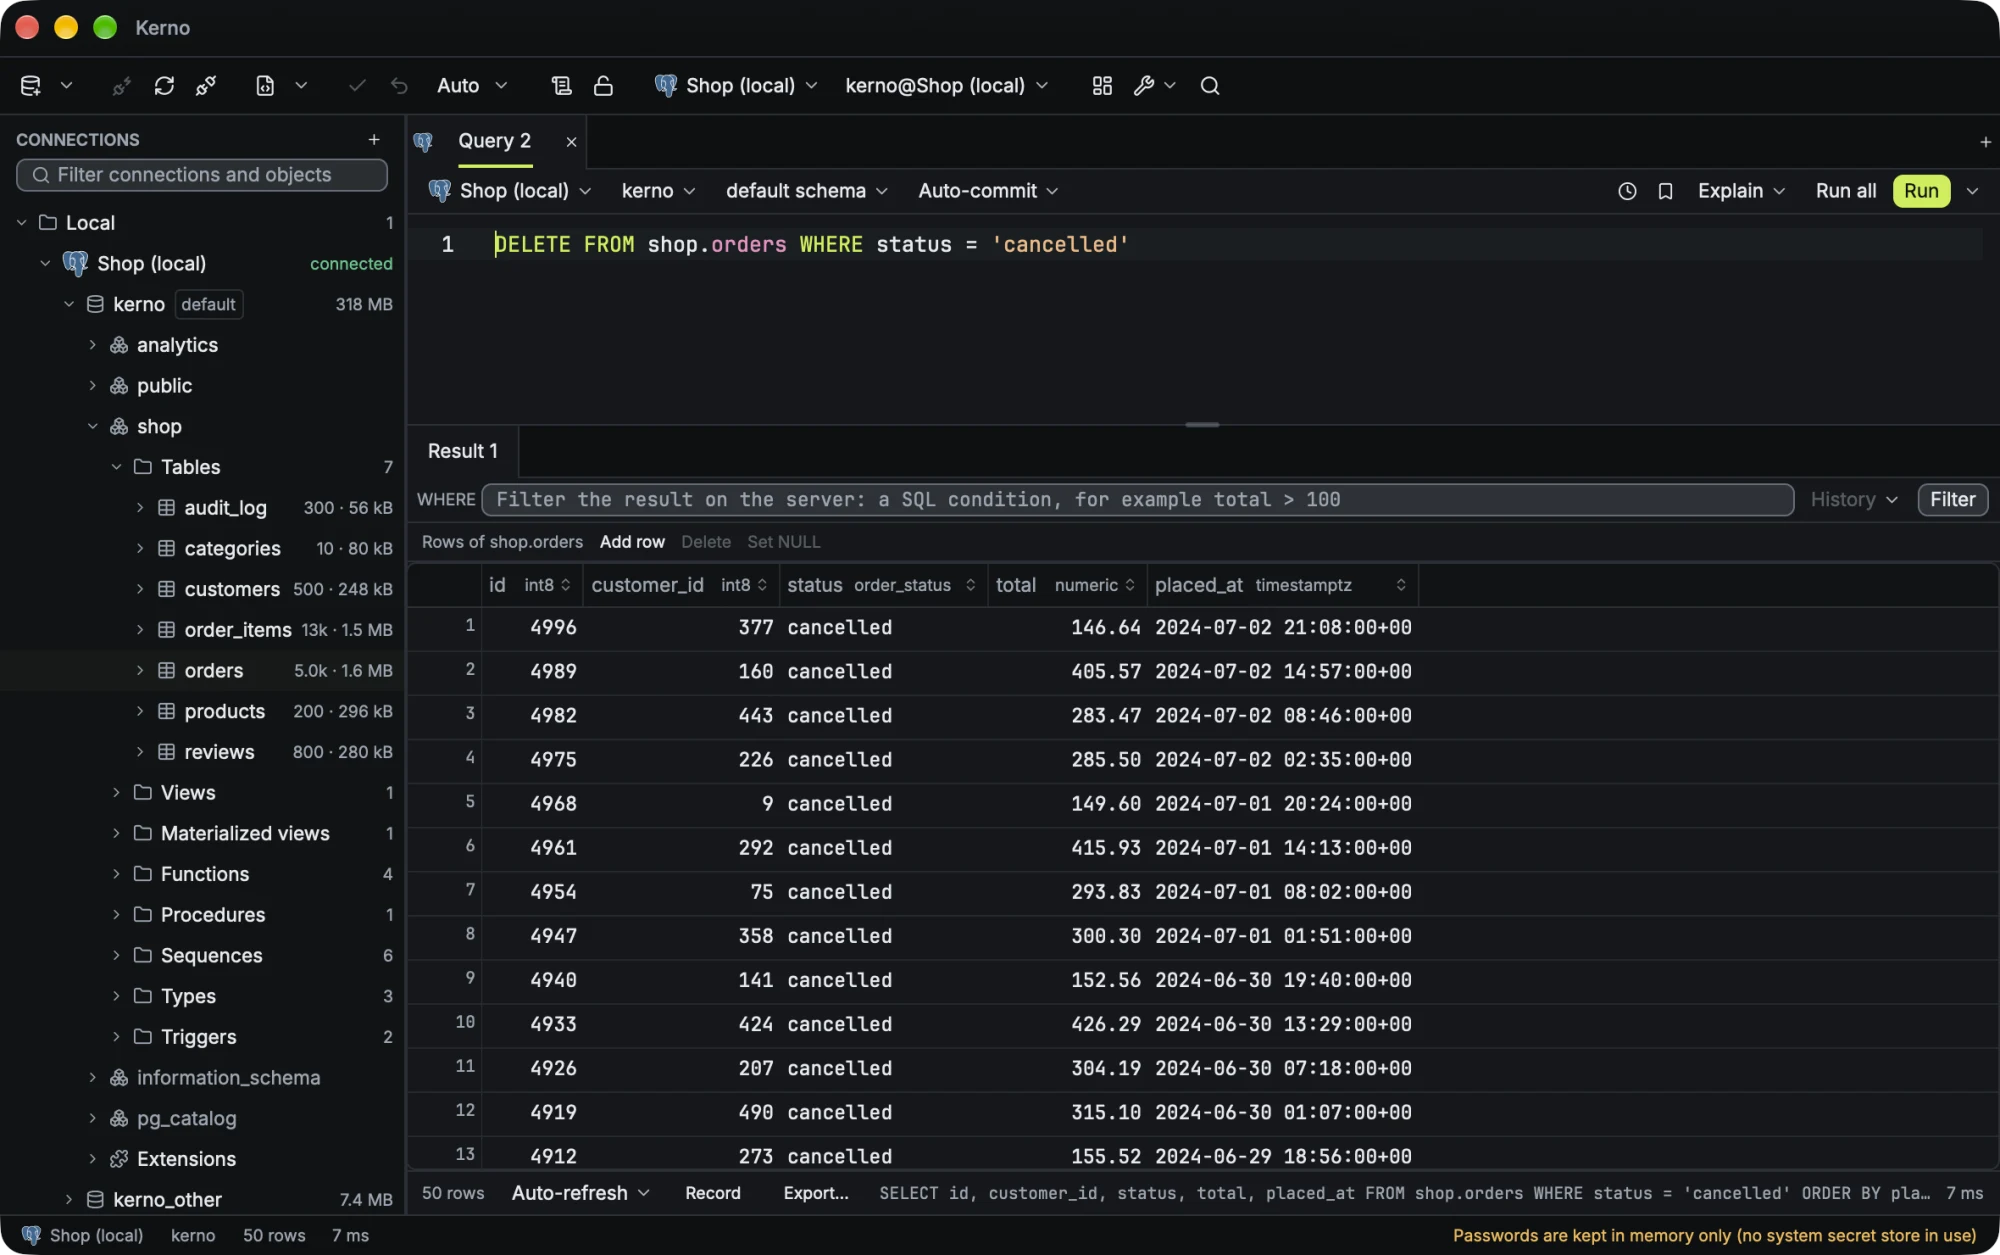 Kerno
Auto
Shop (local)
kerno@Shop (local)
CONNECTIONS
Filter connections and objects
Local 1
Shop (local) connected
kerno default 318 MB
analytics
public
shop
Tables 7
audit_log 300 · 56 kB
categories 10 · 80 kB
customers 500 · 248 kB
order_items 13k · 1.5 MB
orders 5.0k · 1.6 MB
products 200 · 296 kB
reviews 800 · 280 kB
Views 1
Materialized views 1
Functions 4
Procedures 1
Sequences 6
Types 3
Triggers 2
information_schema
pg_catalog
Extensions
kerno_other 7.4 MB
Query 2
Shop (local) kerno default schema Auto-commit Explain Run all Run
1 DELETE FROM shop.orders WHERE status = 'cancelled'
Result 1
WHERE Filter the result on the server: a SQL condition, for example total > 100 History Filter
Rows of shop.orders Add row Delete Set NULL
id int8 customer_id int8 status order_status total numeric placed_at timestamptz
1 4996 377 cancelled 146.64 2024-07-02 21:08:00+00
2 4989 160 cancelled 405.57 2024-07-02 14:57:00+00
3 4982 443 cancelled 283.47 2024-07-02 08:46:00+00
4 4975 226 cancelled 285.50 2024-07-02 02:35:00+00
5 4968 9 cancelled 149.60 2024-07-01 20:24:00+00
6 4961 292 cancelled 415.93 2024-07-01 14:13:00+00
7 4954 75 cancelled 293.83 2024-07-01 08:02:00+00
8 4947 358 cancelled 300.30 2024-07-01 01:51:00+00
9 4940 141 cancelled 152.56 2024-06-30 19:40:00+00
10 4933 424 cancelled 426.29 2024-06-30 13:29:00+00
11 4926 207 cancelled 304.19 2024-06-30 07:18:00+00
12 4919 490 cancelled 315.10 2024-06-30 01:07:00+00
13 4912 273 cancelled 155.52 2024-06-29 18:56:00+00
50 rows Auto-refresh Record Export... SELECT id, customer_id, status, total, placed_at FROM shop.orders WHERE status = 'cancelled' ORDER BY pla… 7 ms
Shop (local) kerno 50 rows 7 ms
Passwords are kept in memory only (no system secret store in use)